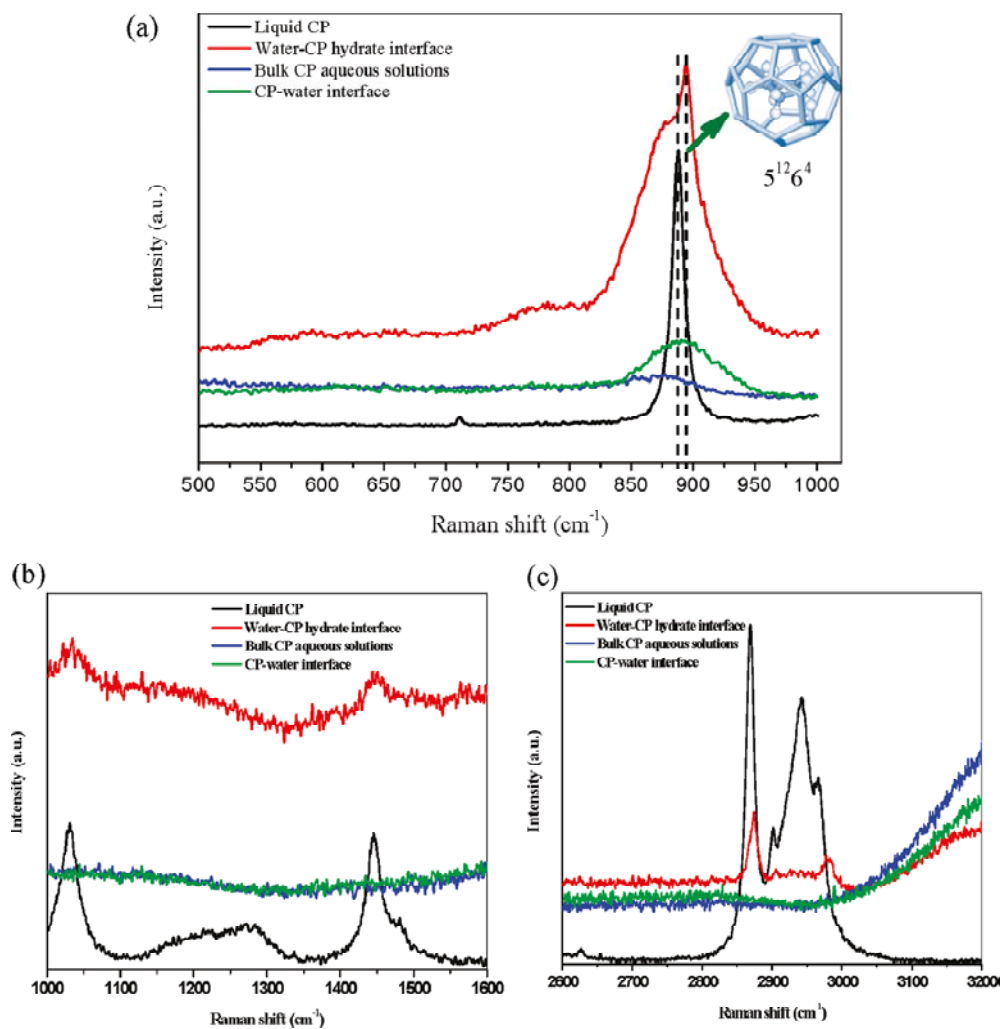 (a)
Liquid CP
Water-CP hydrate interface
Bulk CP aqueous solutions
CP-water interface
5¹²6⁴
Intensity (a.u.)
500 550 600 650 700 750 800 850 900 950 1000
Raman shift (cm⁻¹)
(b)
Liquid CP
Water-CP hydrate interface
Bulk CP aqueous solutions
CP-water interface
Intensity (a.u.)
1000 1100 1200 1300 1400 1500 1600
Raman shift (cm⁻¹)
(c)
Liquid CP
Water-CP hydrate interface
Bulk CP aqueous solutions
CP-water interface
Intensity (a.u.)
2600 2700 2800 2900 3000 3100 3200
Raman shift (cm⁻¹)